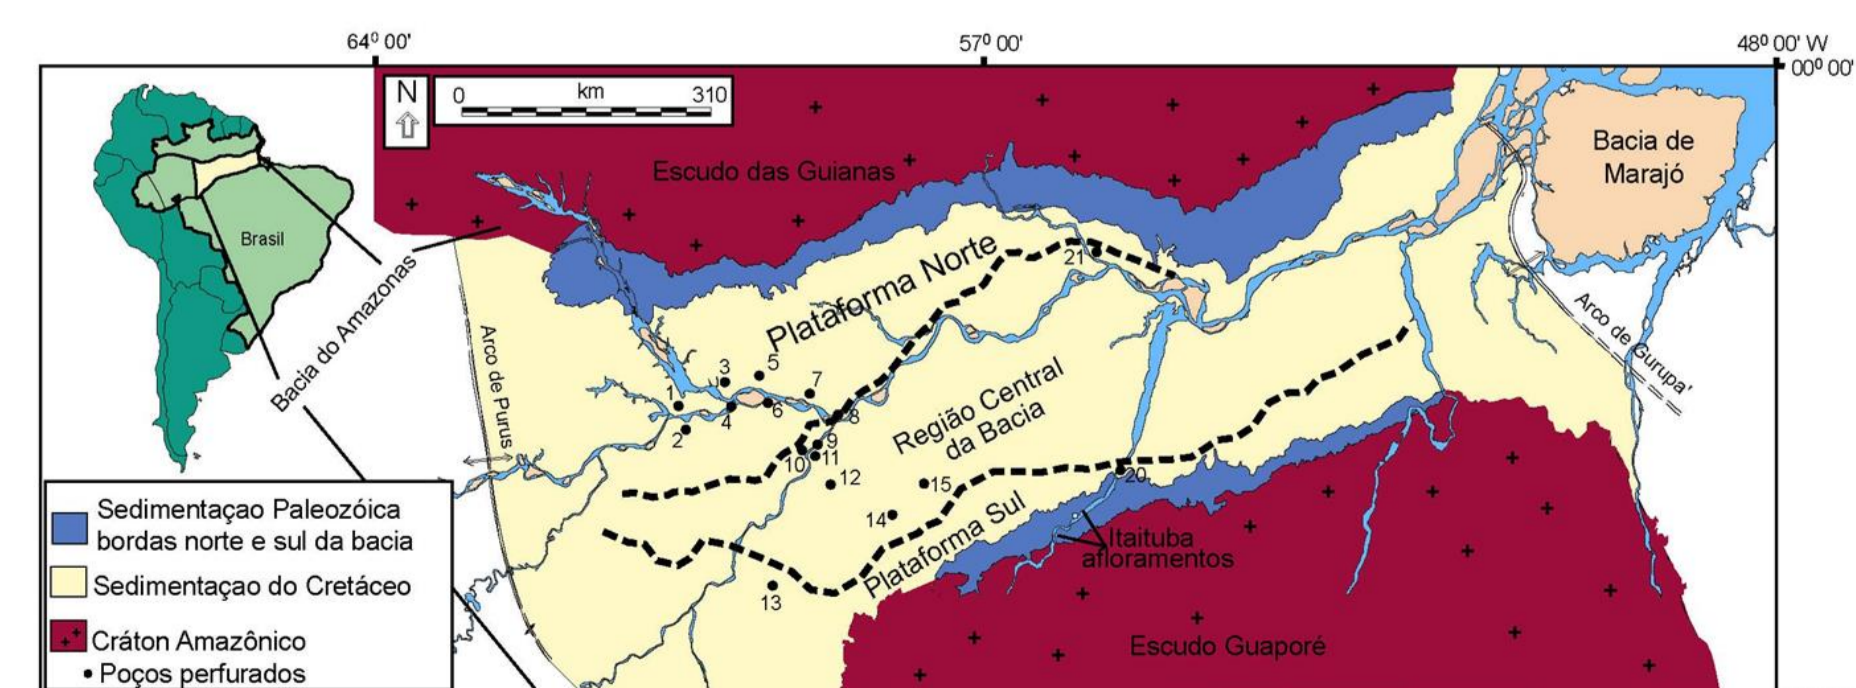 64⁰ 00'
57⁰ 00'
48⁰ 00' W
00⁰ 00'
N
0
km
310
Escudo das Guianas
Bacia de
Marajó
Brasil
Bacia do Amazonas
Arco de Purus
Plataforma Norte
21
Arco de Gurupa'
3
5
7
1
6
4
8
2
9
10
11
12
15
14
13
20
Região Central
da Bacia
Plataforma Sul
Itaituba
afloramentos
Escudo Guaporé
Sedimentaçao Paleozóica
bordas norte e sul da bacia
Sedimentaçao do Cretáceo
Cráton Amazônico
Poços perfurados